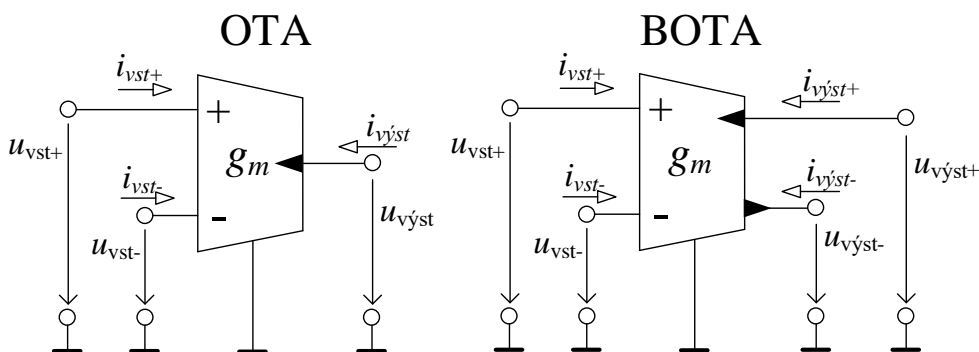 OTA
i_vst+
+
u_vst+
g_m
i_výst
i_vst-
-
u_vst-
u_výst
BOTA
i_vst+
i_výst+
+
u_vst+
g_m
i_vst-
i_výst-
-
u_vst-
u_výst-
u_výst+